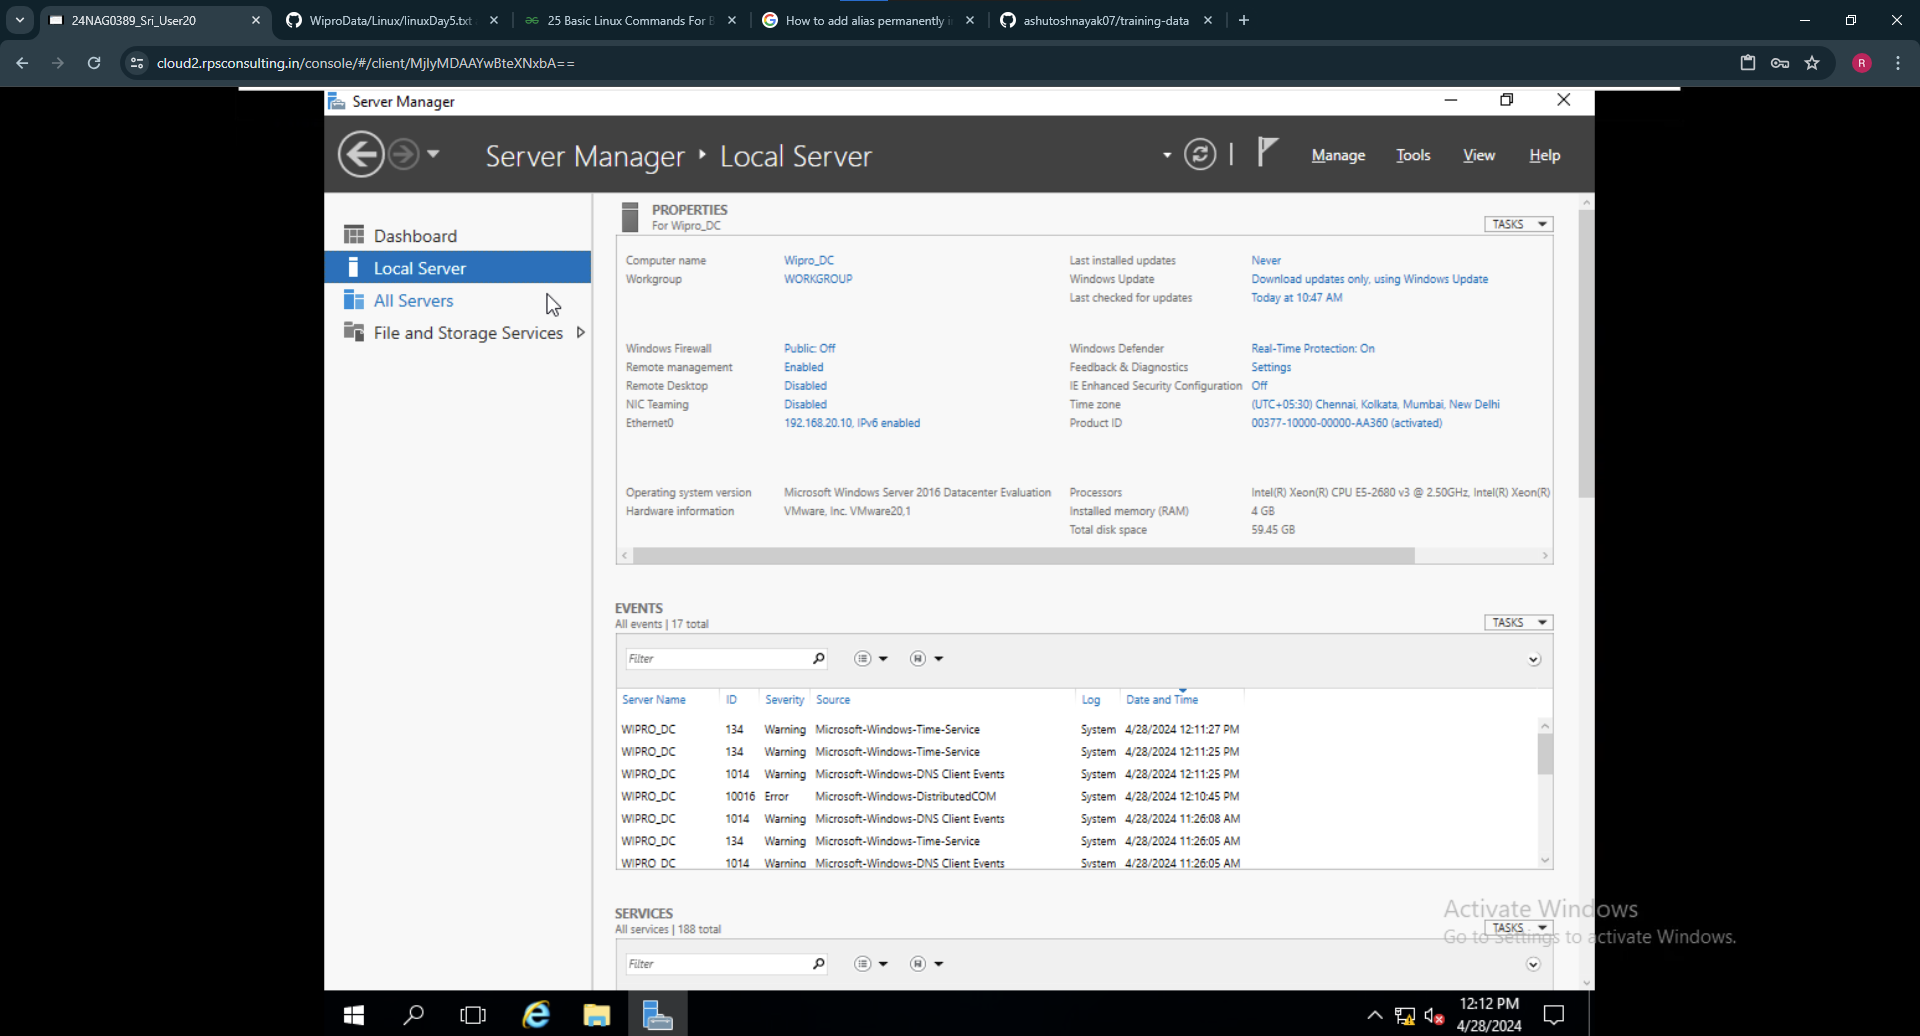 24NAG0389_Sri_User20
WiproData/Linux/linuxDay5.txt
25 Basic Linux Commands For B
How to add alias permanently i
ashutoshnayak07/training-data
cloud2.rpsconsulting.in/console/#/client/MjIyMDAAYwBteXNxbA==
R
Server Manager
Server Manager ‣ Local Server
Manage Tools View Help
Dashboard
Local Server
All Servers
File and Storage Services
PROPERTIES
For Wipro_DC
TASKS
Computer name Wipro_DC Last installed updates Never
Workgroup WORKGROUP Windows Update Download updates only, using Windows Update
Last checked for updates Today at 10:47 AM
Windows Firewall Public: Off Windows Defender Real-Time Protection: On
Remote management Enabled Feedback & Diagnostics Settings
Remote Desktop Disabled IE Enhanced Security Configuration Off
NIC Teaming Disabled Time zone (UTC+05:30) Chennai, Kolkata, Mumbai, New Delhi
Ethernet0 192.168.20.10, IPv6 enabled Product ID 00377-10000-00000-AA360 (activated)
Operating system version Microsoft Windows Server 2016 Datacenter Evaluation Processors Intel(R) Xeon(R) CPU E5-2680 v3 @ 2.50GHz, Intel(R) Xeon(R)
Hardware information VMware, Inc. VMware20,1 Installed memory (RAM) 4 GB
Total disk space 59.45 GB
EVENTS
All events | 17 total
TASKS
Filter
Server Name ID Severity Source Log Date and Time
WIPRO_DC 134 Warning Microsoft-Windows-Time-Service System 4/28/2024 12:11:27 PM
WIPRO_DC 134 Warning Microsoft-Windows-Time-Service System 4/28/2024 12:11:25 PM
WIPRO_DC 1014 Warning Microsoft-Windows-DNS Client Events System 4/28/2024 12:11:25 PM
WIPRO_DC 10016 Error Microsoft-Windows-DistributedCOM System 4/28/2024 12:10:45 PM
WIPRO_DC 1014 Warning Microsoft-Windows-DNS Client Events System 4/28/2024 11:26:08 AM
WIPRO_DC 134 Warning Microsoft-Windows-Time-Service System 4/28/2024 11:26:05 AM
WIPRO_DC 1014 Warning Microsoft-Windows-DNS Client Events System 4/28/2024 11:26:05 AM
SERVICES
All services | 188 total
TASKS
Filter
Activate Windows
Go to Settings to activate Windows.
12:12 PM
4/28/2024